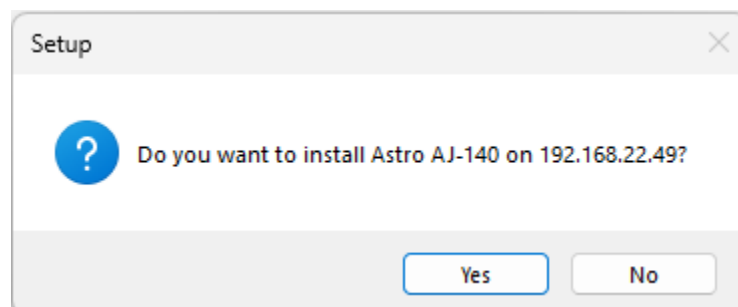 Setup
?
Do you want to install Astro AJ-140 on 192.168.22.49?
Yes No